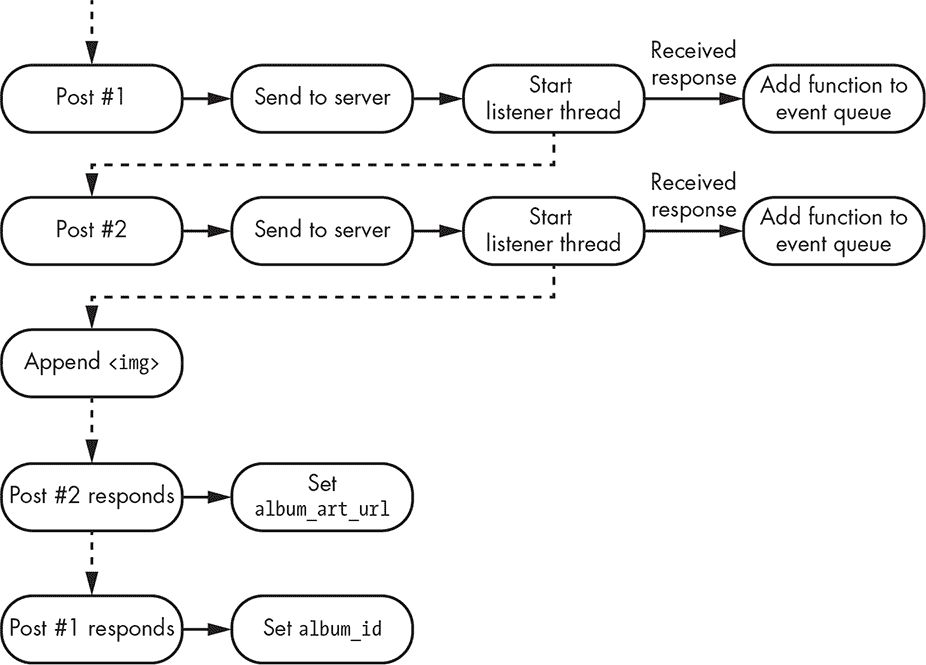 Post #1
Send to server
Start
listener thread
Received
response
Add function to
event queue
Post #2
Send to server
Start
listener thread
Received
response
Add function to
event queue
Append <img>
Post #2 responds
Set
album_art_url
Post #1 responds
Set album_id